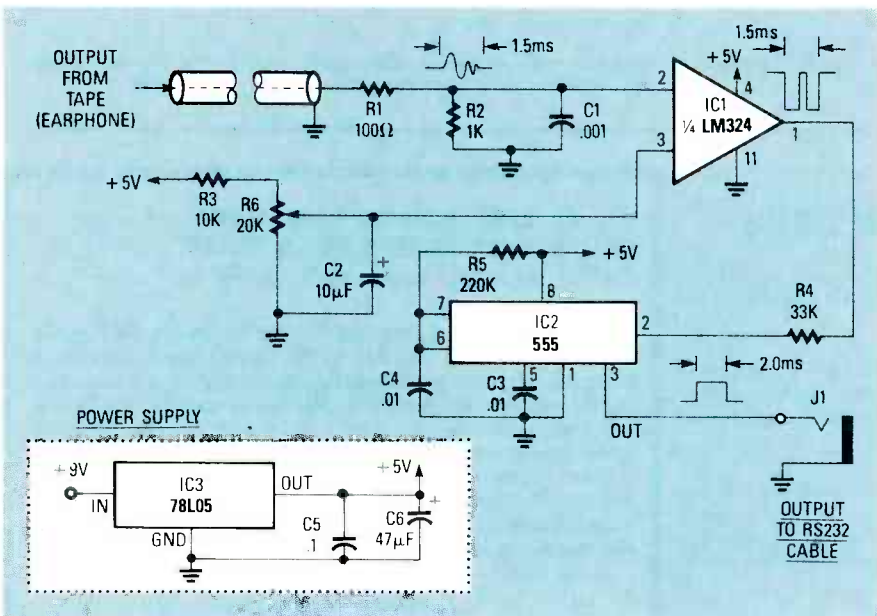 OUTPUT
FROM
TAPE
(EARPHONE)
R1
100Ω
1.5ms
R2
1K
C1
.001
2
3
+5V
4
IC1
¼ LM324
11
1
1.5ms
+5V
R3
10K
R6
20K
C2
10µF
+
R5
220K
+5V
8
7
6
IC2
555
2
5
1
3
C4
.01
C3
.01
R4
33K
2.0ms
OUT
J1
OUTPUT
TO RS232
CABLE
POWER SUPPLY
+9V
IN
IC3
78L05
OUT
GND
+5V
+
C5
.1
C6
47µF